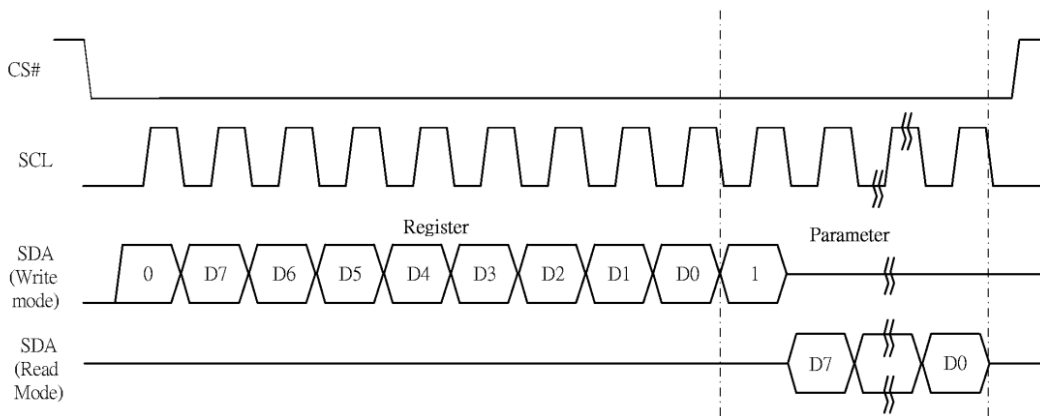 CS#
SCL
Register
Parameter
SDA
(Write
mode)
0 D7 D6 D5 D4 D3 D2 D1 D0 1
SDA
(Read
Mode)
D7 D0